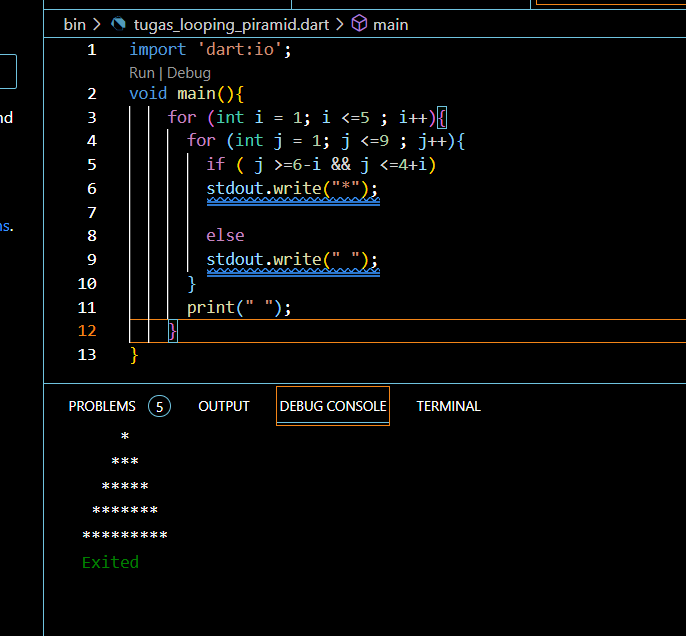 bin > tugas_looping_piramid.dart > main
1 import 'dart:io';
Run | Debug
2 void main(){
3 for (int i = 1; i <=5 ; i++){
4 for (int j = 1; j <=9 ; j++){
5 if ( j >=6-i && j <=4+i)
6 stdout.write("*");
7
8 else
9 stdout.write(" ");
10 }
11 print(" ");
12 }
13 }
PROBLEMS 5 OUTPUT DEBUG CONSOLE TERMINAL
*
***
*****
*******
*********
Exited